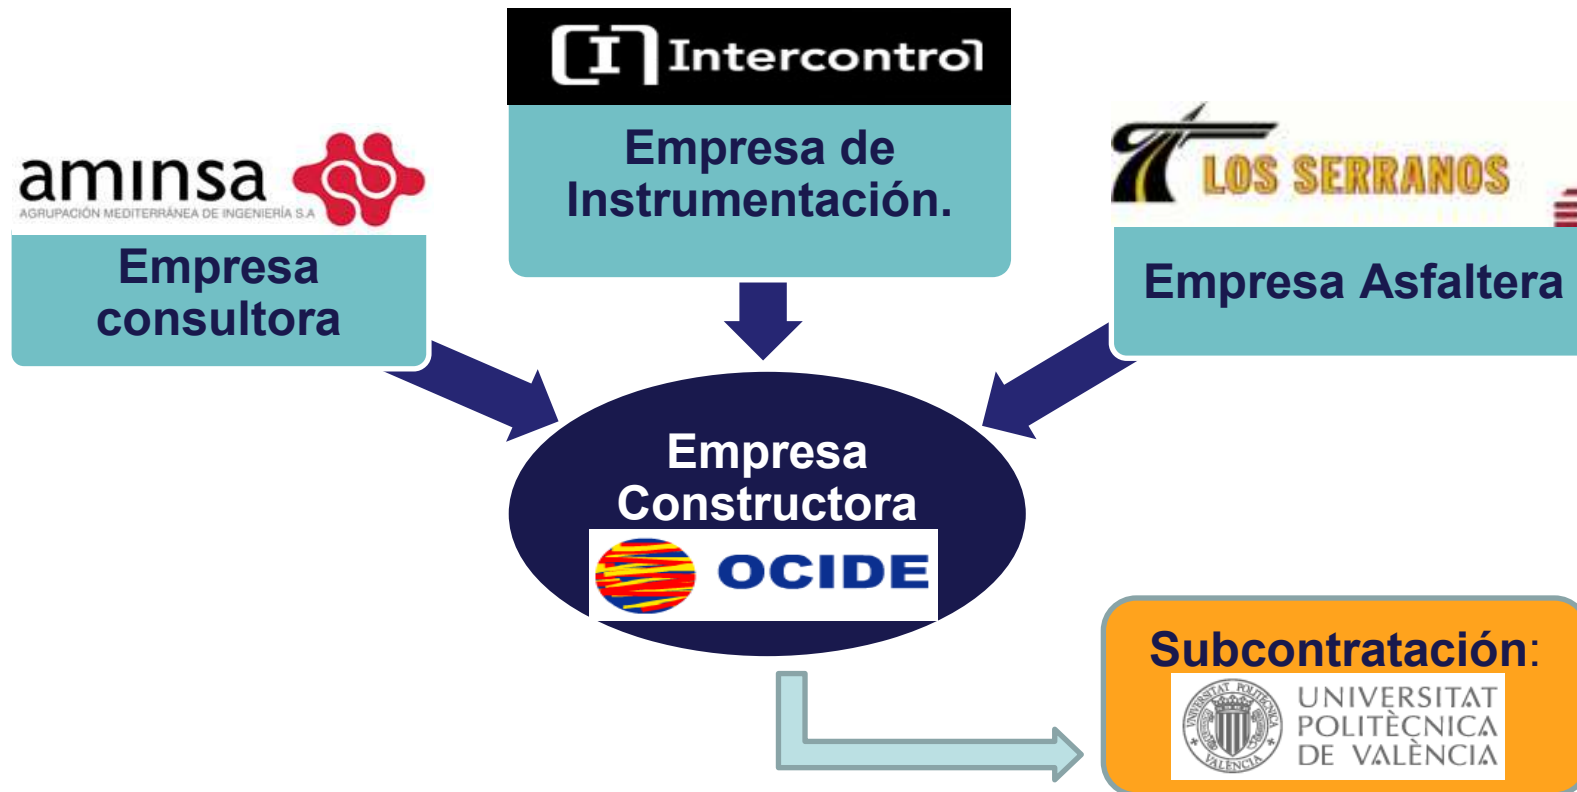 Intercontrol
Empresa de
Instrumentación.
aminsa
AGRUPACIÓN MEDITERRÁNEA DE INGENIERÍA S.A
Empresa
consultora
LOS SERRANOS
Empresa Asfaltera
Empresa
Constructora
OCIDE
Subcontratación:
UNIVERSITAT
POLITÈCNICA
DE VALÈNCIA